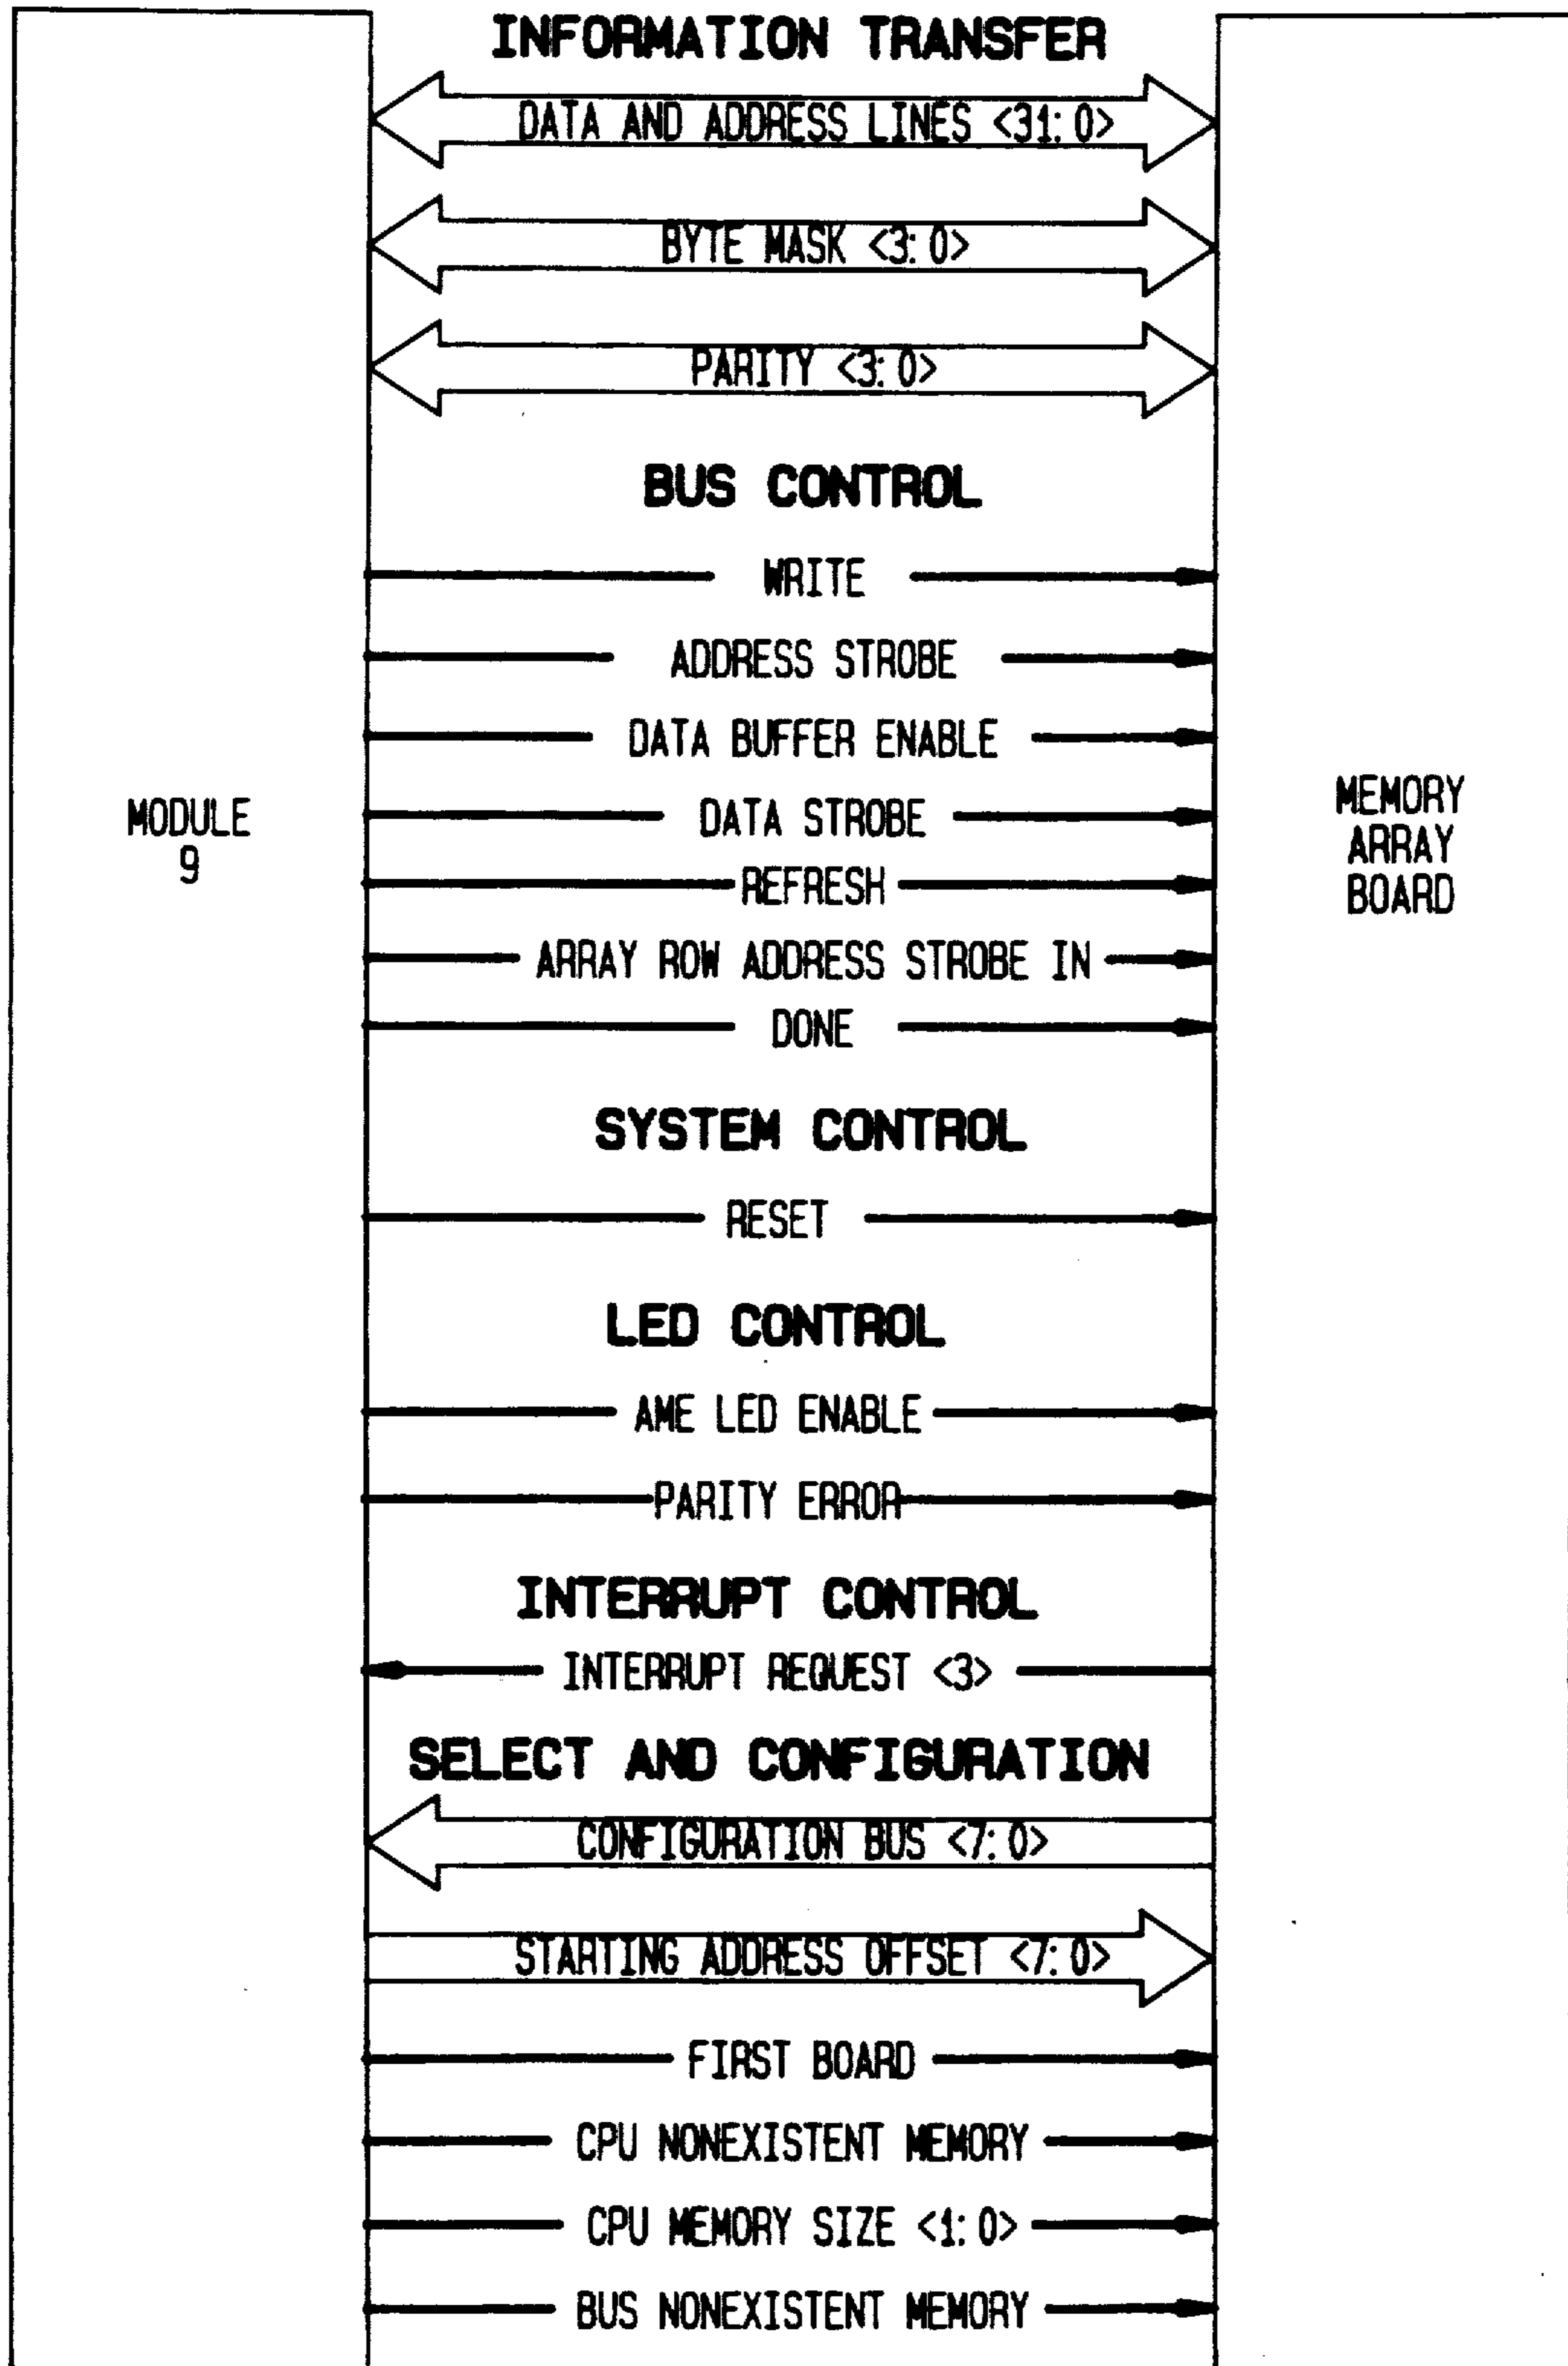 INFORMATION TRANSFER
DATA AND ADDRESS LINES <31:0>
BYTE MASK <3:0>
PARITY <3:0>
BUS CONTROL
WRITE
ADDRESS STROBE
DATA BUFFER ENABLE
DATA STROBE
REFRESH
ARRAY ROW ADDRESS STROBE IN
DONE
MODULE
9
MEMORY
ARRAY
BOARD
SYSTEM CONTROL
RESET
LED CONTROL
AME LED ENABLE
PARITY ERROR
INTERRUPT CONTROL
INTERRUPT REQUEST <3>
SELECT AND CONFIGURATION
CONFIGURATION BUS <7:0>
STARTING ADDRESS OFFSET <7:0>
FIRST BOARD
CPU NONEXISTENT MEMORY
CPU MEMORY SIZE <1:0>
BUS NONEXISTENT MEMORY